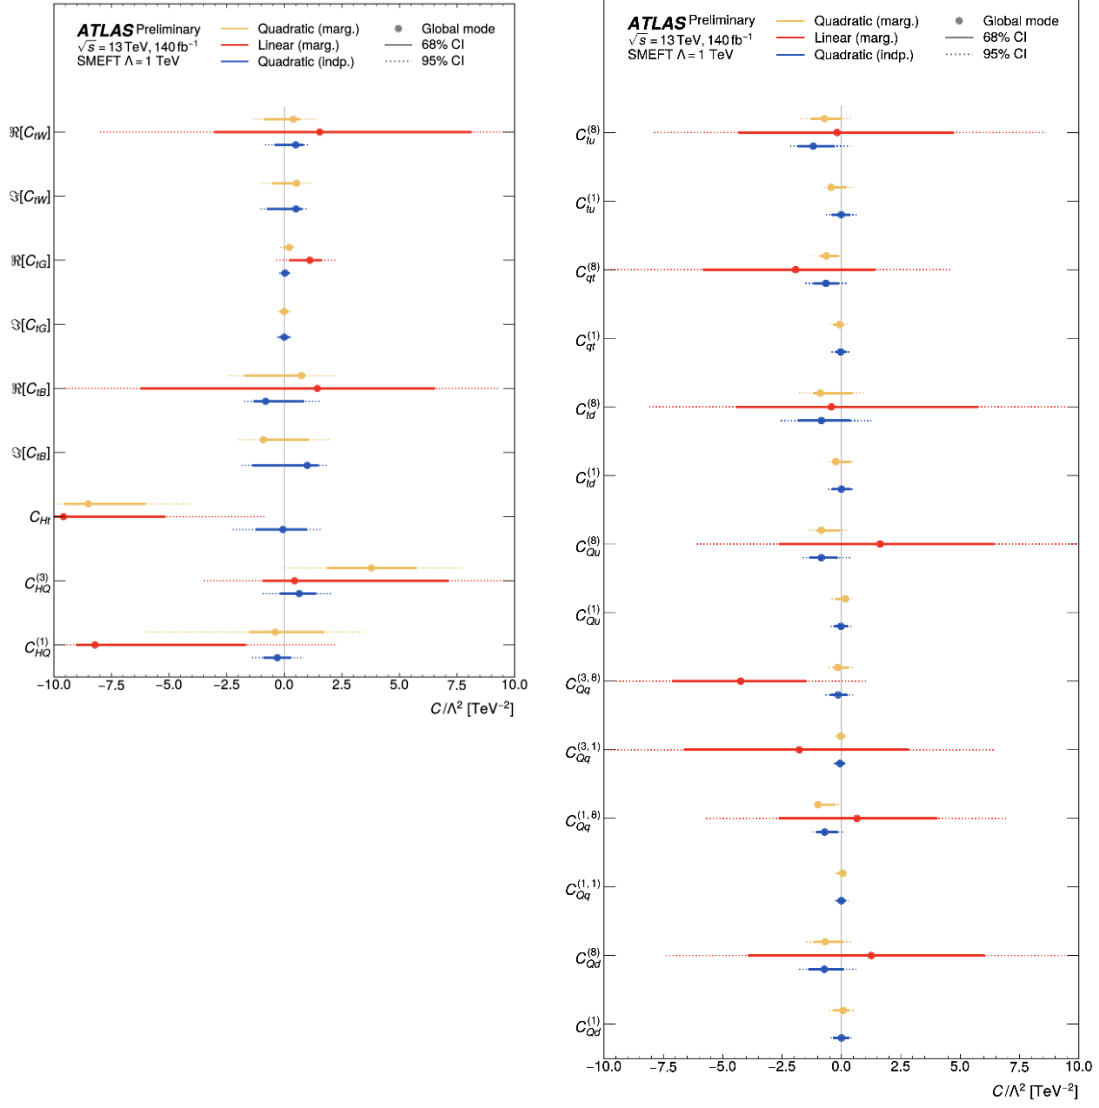 ATLAS Preliminary
√s = 13 TeV, 140 fb⁻¹
SMEFT Λ = 1 TeV
Quadratic (marg.)
Linear (marg.)
Quadratic (indp.)
Global mode
68% CI
95% CI
ℜ[C_tW]
ℑ[C_tW]
ℜ[C_tG]
ℑ[C_tG]
ℜ[C_tB]
ℑ[C_tB]
C_Ht
C_HQ^(3)
C_HQ^(1)
−10.0 −7.5 −5.0 −2.5 0.0 2.5 5.0 7.5 10.0
C/Λ² [TeV⁻²]
ATLAS Preliminary
√s = 13 TeV, 140 fb⁻¹
SMEFT Λ = 1 TeV
Quadratic (marg.)
Linear (marg.)
Quadratic (indp.)
Global mode
68% CI
95% CI
C_tu^(8)
C_tu^(1)
C_qt^(8)
C_qt^(1)
C_td^(8)
C_td^(1)
C_Qu^(8)
C_Qu^(1)
C_Qq^(3,8)
C_Qq^(3,1)
C_Qq^(1,8)
C_Qq^(1,1)
C_Qd^(8)
C_Qd^(1)
−10.0 −7.5 −5.0 −2.5 0.0 2.5 5.0 7.5 10.0
C/Λ² [TeV⁻²]